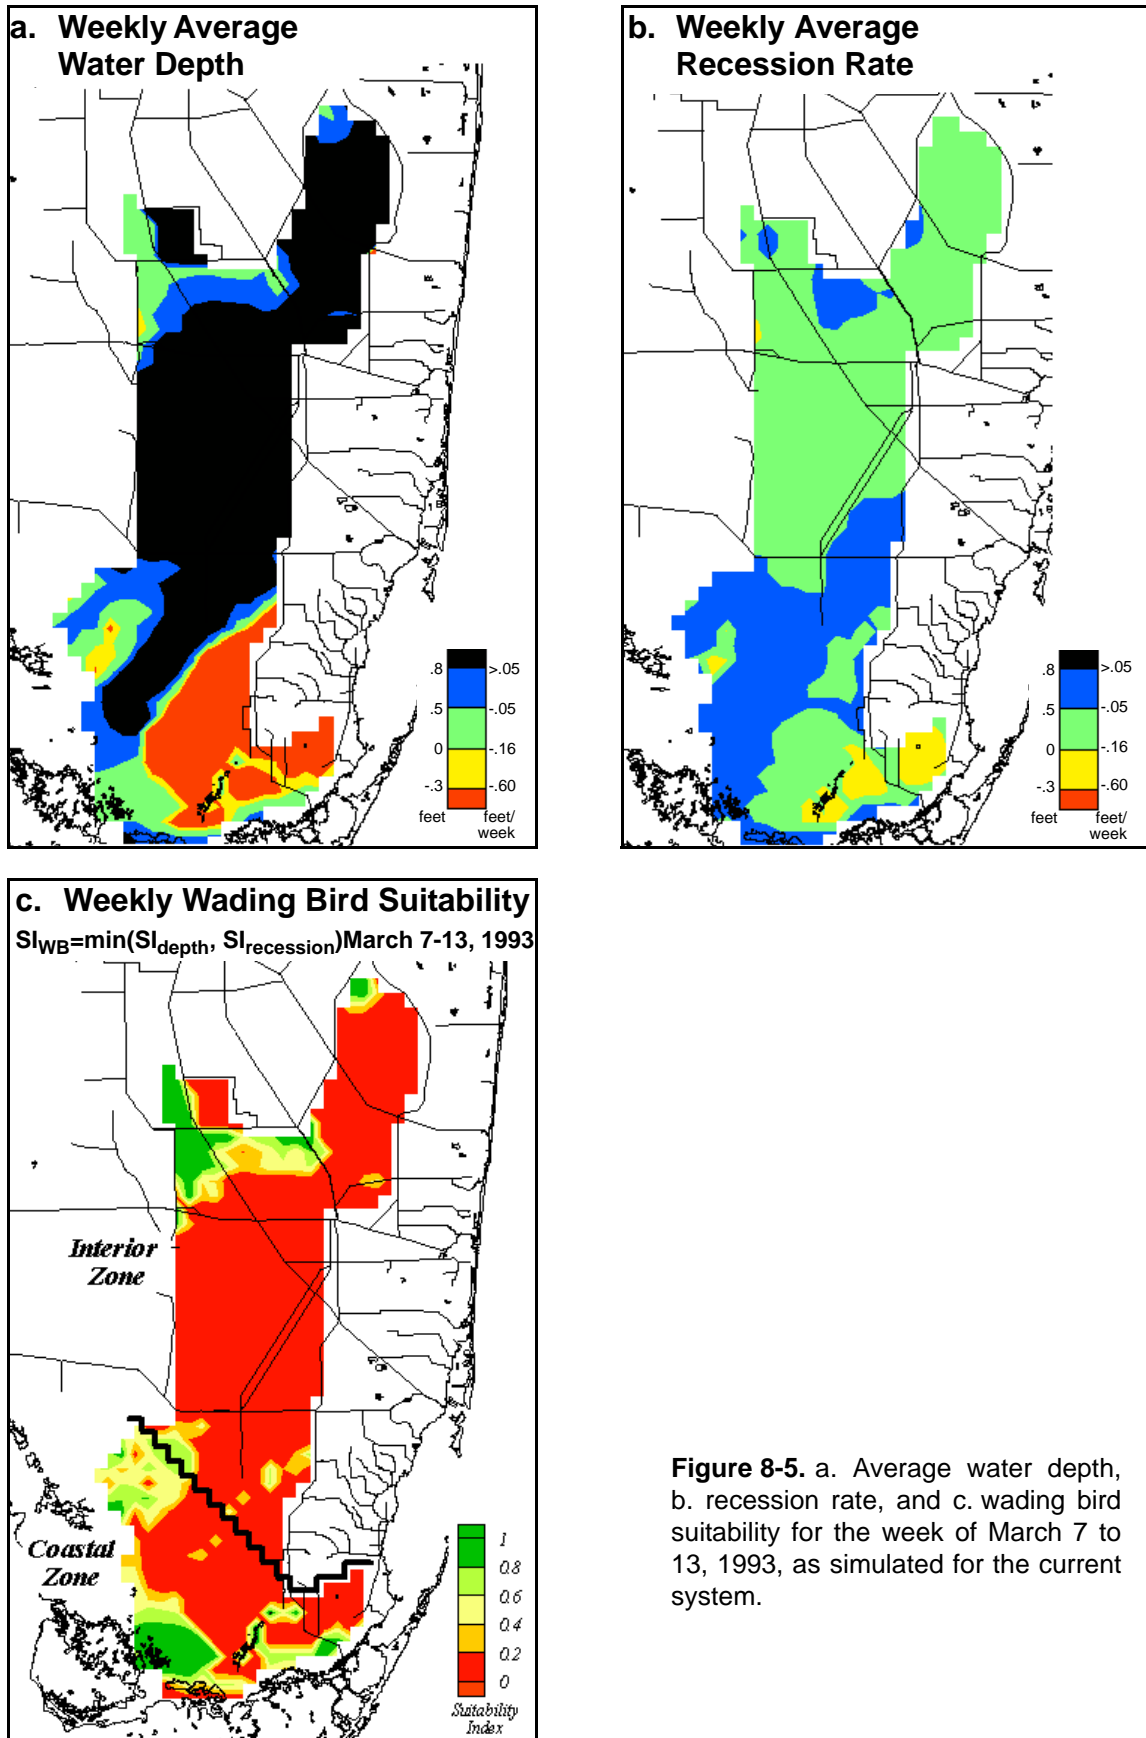 a. Weekly Average
Water Depth
.8 >.05
.5 -.05
0 -.16
-.3 -.60
feet feet/
week
b. Weekly Average
Recession Rate
.8 >.05
.5 -.05
0 -.16
-.3 -.60
feet feet/
week
c. Weekly Wading Bird Suitability
SIWB=min(SIdepth, SIrecession)March 7-13, 1993
Interior
Zone
Coastal
Zone
1
0.8
0.6
0.4
0.2
0
Suitability
Index
Figure 8-5. a. Average water depth,
b. recession rate, and c. wading bird
suitability for the week of March 7 to
13, 1993, as simulated for the current
system.